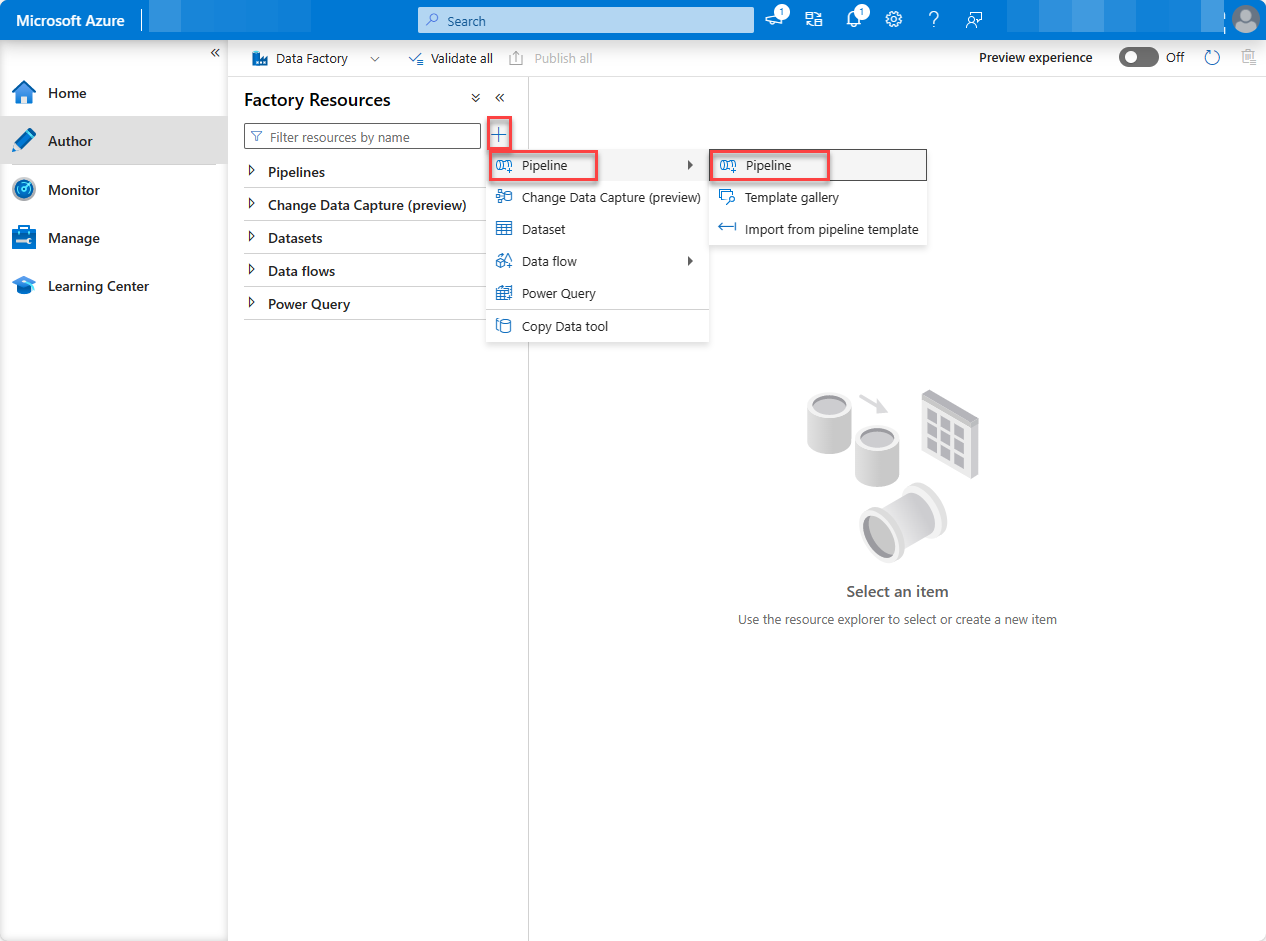 Microsoft Azure
Search
1
1
Data Factory
Validate all
Publish all
Preview experience
Off
Home
Author
Monitor
Manage
Learning Center
Factory Resources
Filter resources by name
Pipelines
Change Data Capture (preview)
Datasets
Data flows
Power Query
Pipeline
Change Data Capture (preview)
Dataset
Data flow
Power Query
Copy Data tool
Pipeline
Template gallery
Import from pipeline template
Select an item
Use the resource explorer to select or create a new item